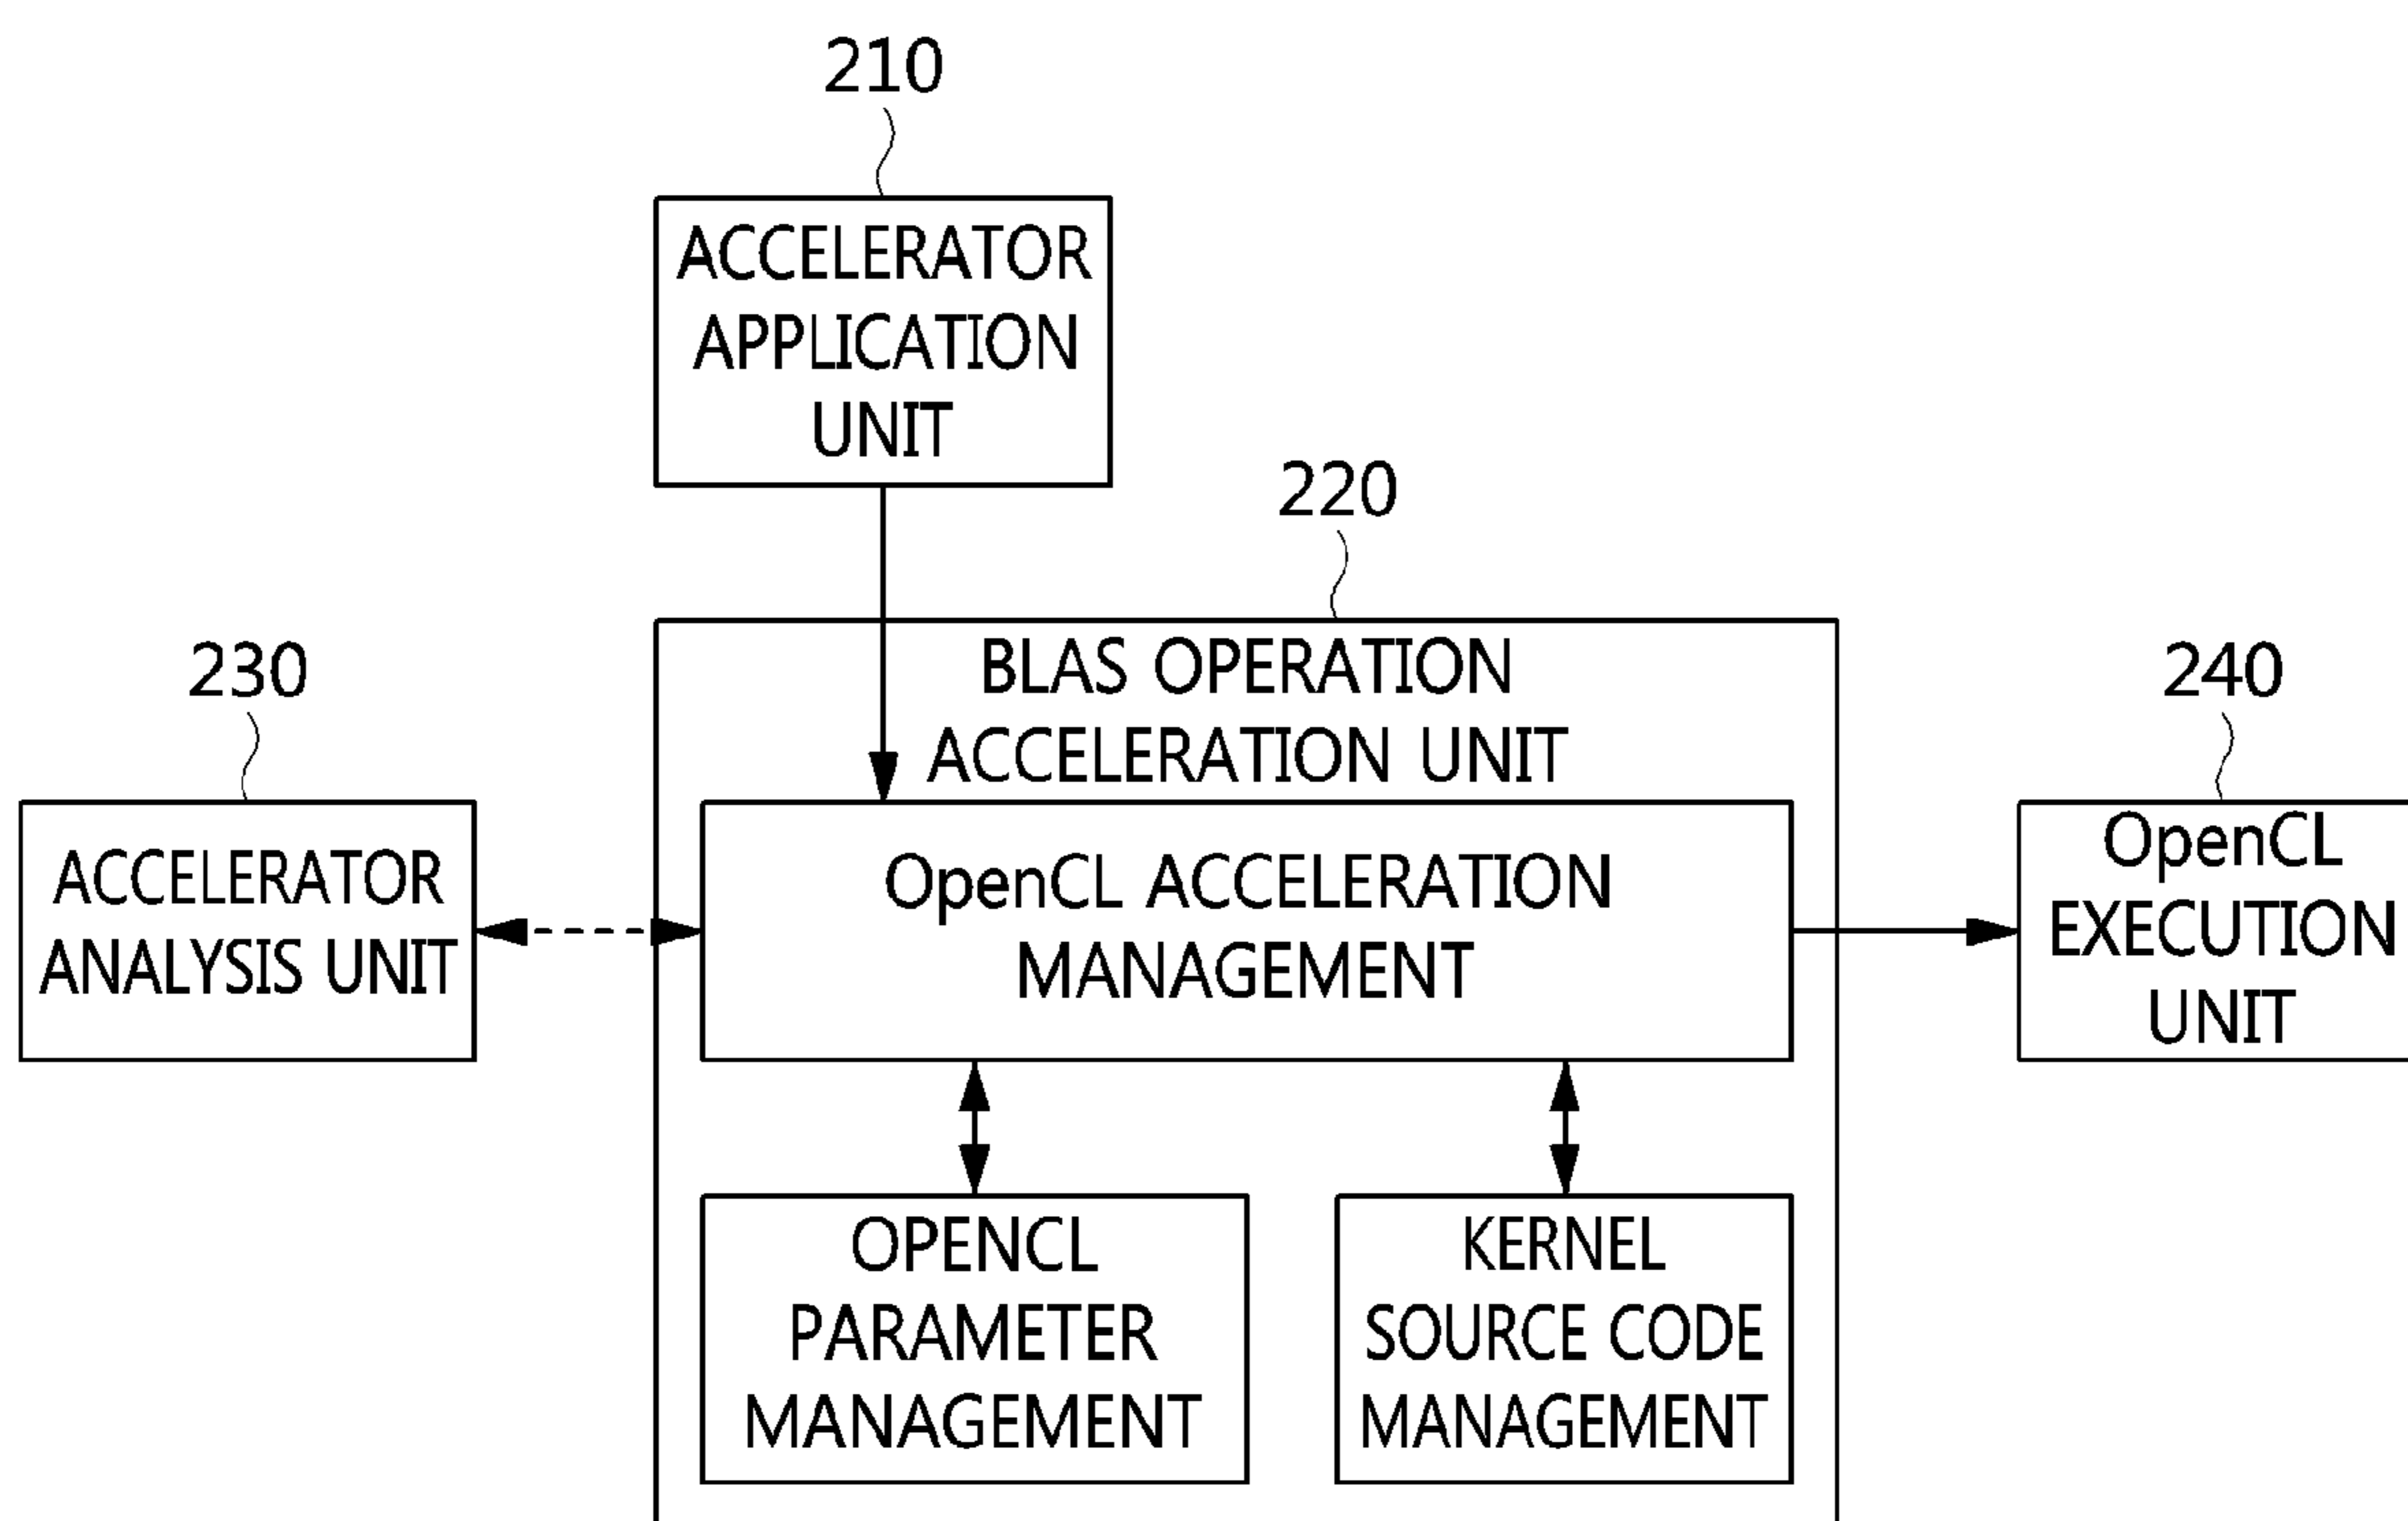 210
ACCELERATOR
APPLICATION
UNIT
220
BLAS OPERATION
ACCELERATION UNIT
230
ACCELERATOR
ANALYSIS UNIT
OpenCL ACCELERATION
MANAGEMENT
240
OpenCL
EXECUTION
UNIT
OPENCL
PARAMETER
MANAGEMENT
KERNEL
SOURCE CODE
MANAGEMENT